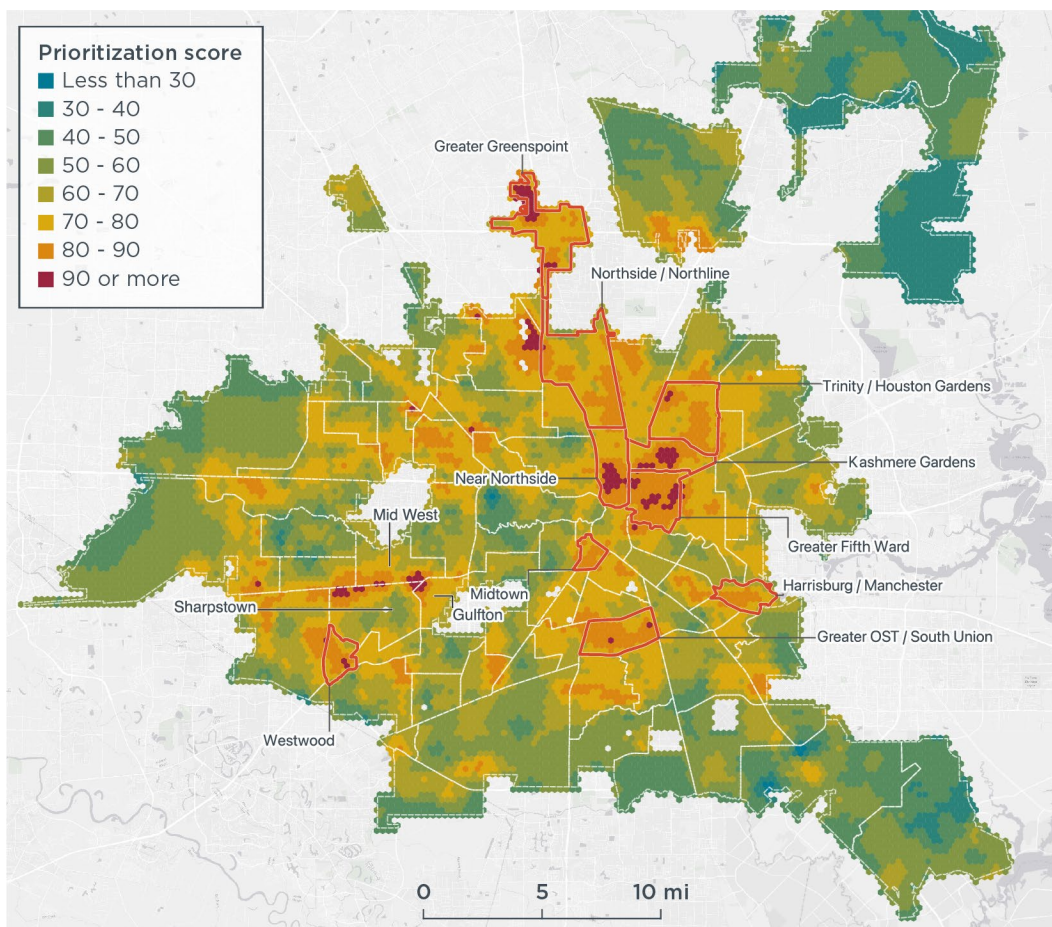 Prioritization score
Less than 30
30 - 40
40 - 50
50 - 60
60 - 70
70 - 80
80 - 90
90 or more
Greater Greenspoint
Northside / Northline
Trinity / Houston Gardens
Kashmere Gardens
Near Northside
Mid West
Greater Fifth Ward
Harrisburg / Manchester
Midtown
Sharpstown
Gulfton
Greater OST / South Union
Westwood
0 5 10 mi